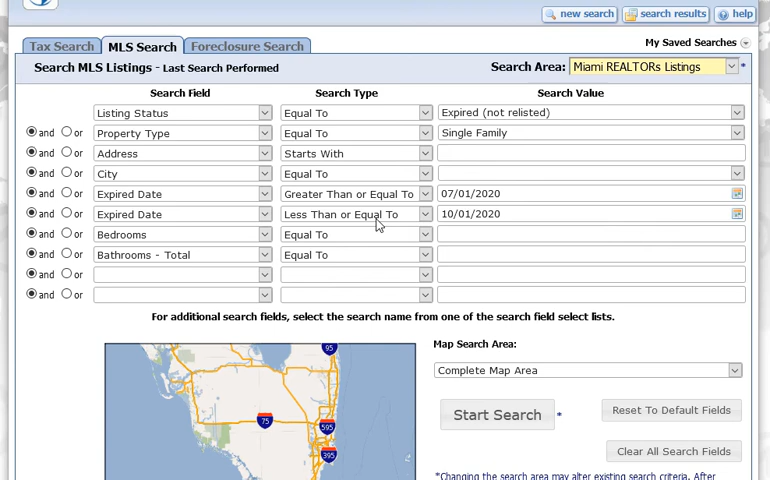 new search search results help
Tax Search MLS Search Foreclosure Search My Saved Searches
Search MLS Listings - Last Search Performed Search Area: Miami REALTORs Listings *
Search Field Search Type Search Value
Listing Status Equal To Expired (not relisted)
and or Property Type Equal To Single Family
and or Address Starts With
and or City Equal To
and or Expired Date Greater Than or Equal To 07/01/2020
and or Expired Date Less Than or Equal To 10/01/2020
and or Bedrooms Equal To
and or Bathrooms - Total Equal To
and or
and or
For additional search fields, select the search name from one of the search field select lists.
95
75
595
395
Map Search Area:
Complete Map Area
Start Search * Reset To Default Fields
Clear All Search Fields
*Changing the search area may alter existing search criteria. After